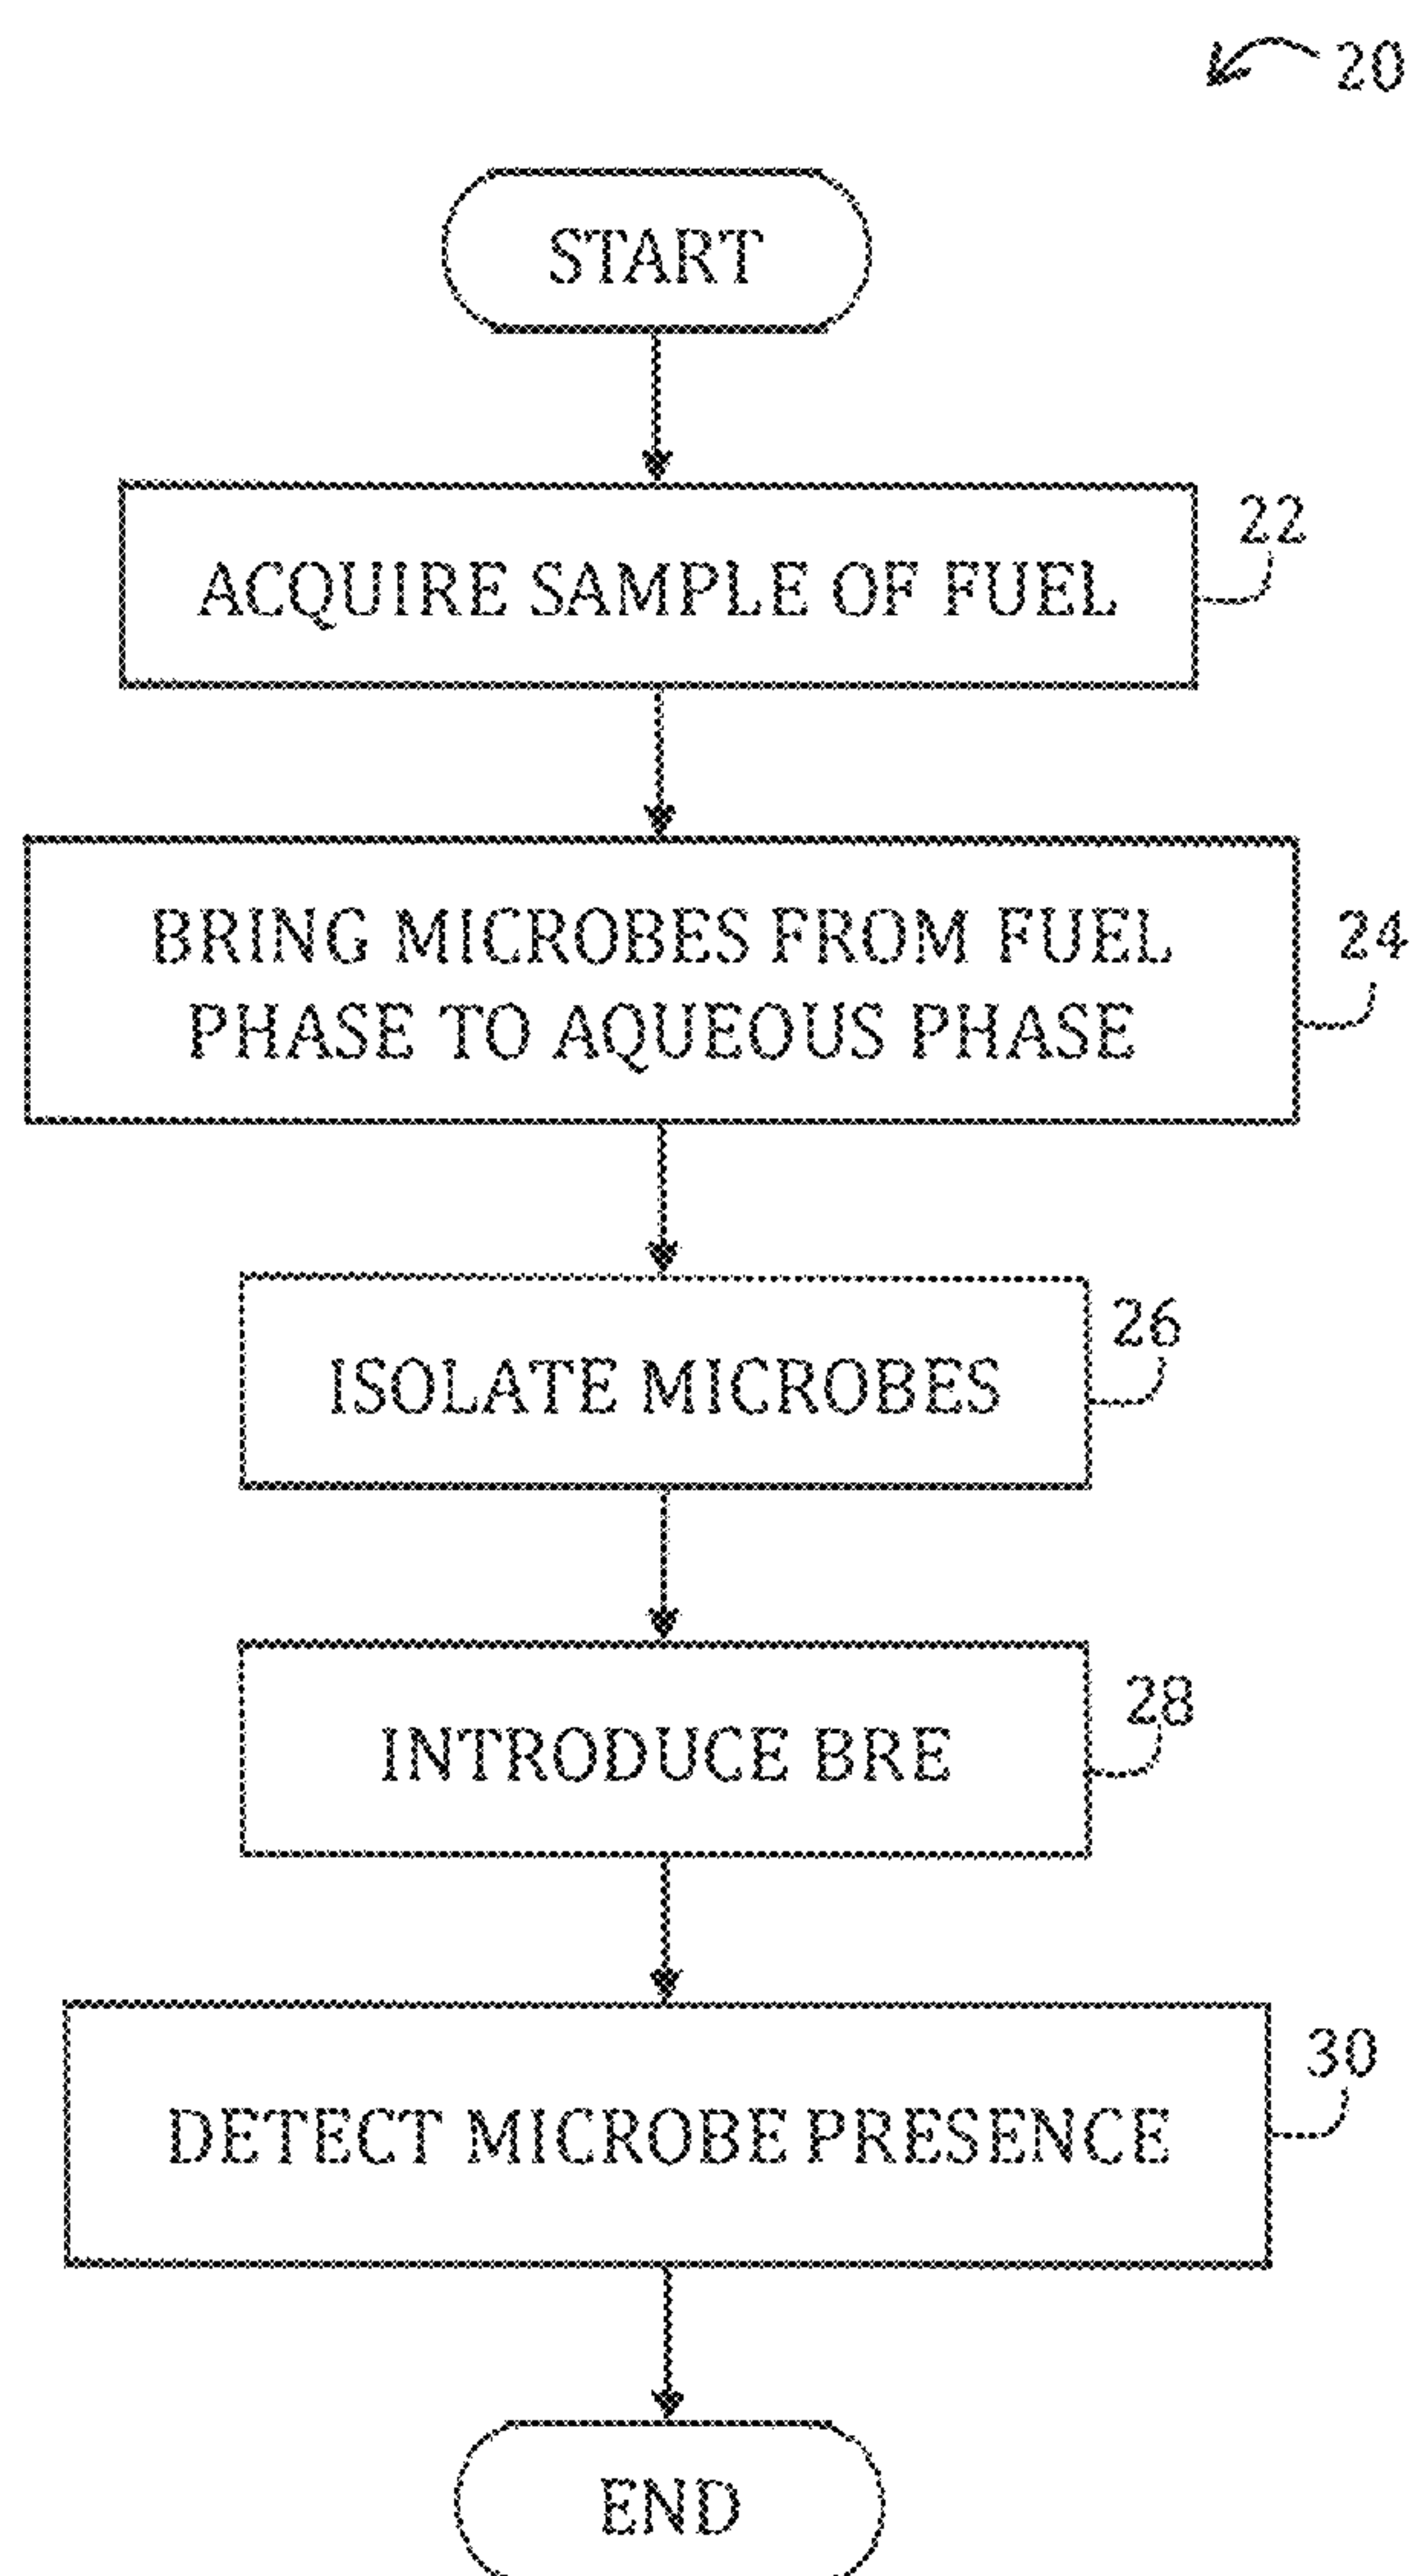 20
START
ACQUIRE SAMPLE OF FUEL
22
BRING MICROBES FROM FUEL
PHASE TO AQUEOUS PHASE
24
ISOLATE MICROBES
26
INTRODUCE BRE
28
DETECT MICROBE PRESENCE
30
END